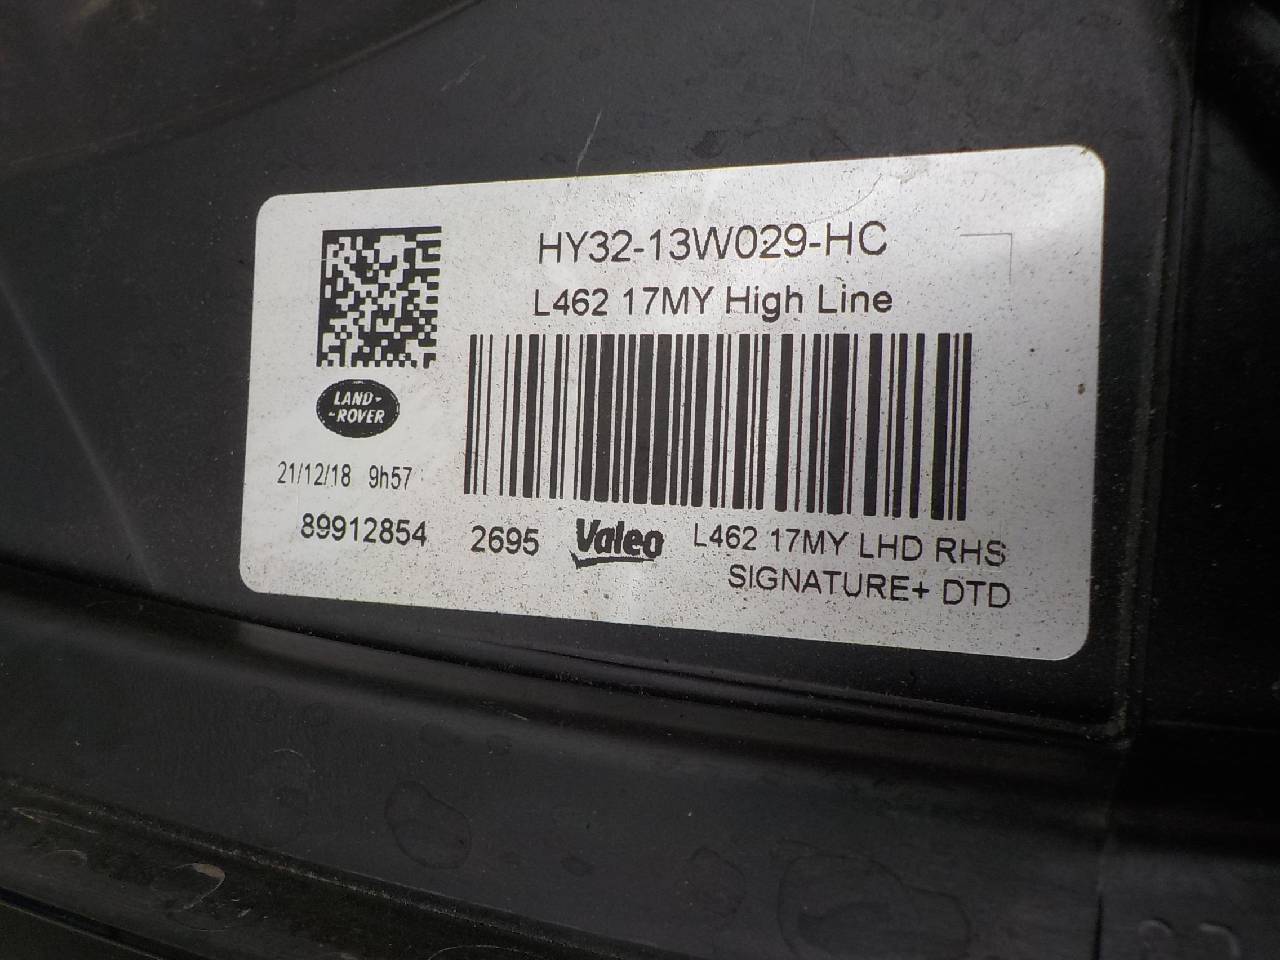 HY32-13W029-HC
L462 17MY High Line
LAND-
-ROVER
21/12/18 9h57
89912854 2695 Valeo L462 17MY LHD RHS
SIGNATURE+ DTD